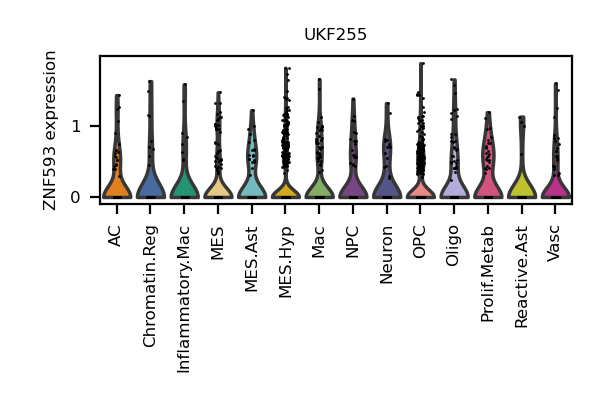 UKF255
ZNF593 expression
1
0
AC
Chromatin.Reg
Inflammatory.Mac
MES
MES.Ast
MES.Hyp
Mac
NPC
Neuron
OPC
Oligo
Prolif.Metab
Reactive.Ast
Vasc